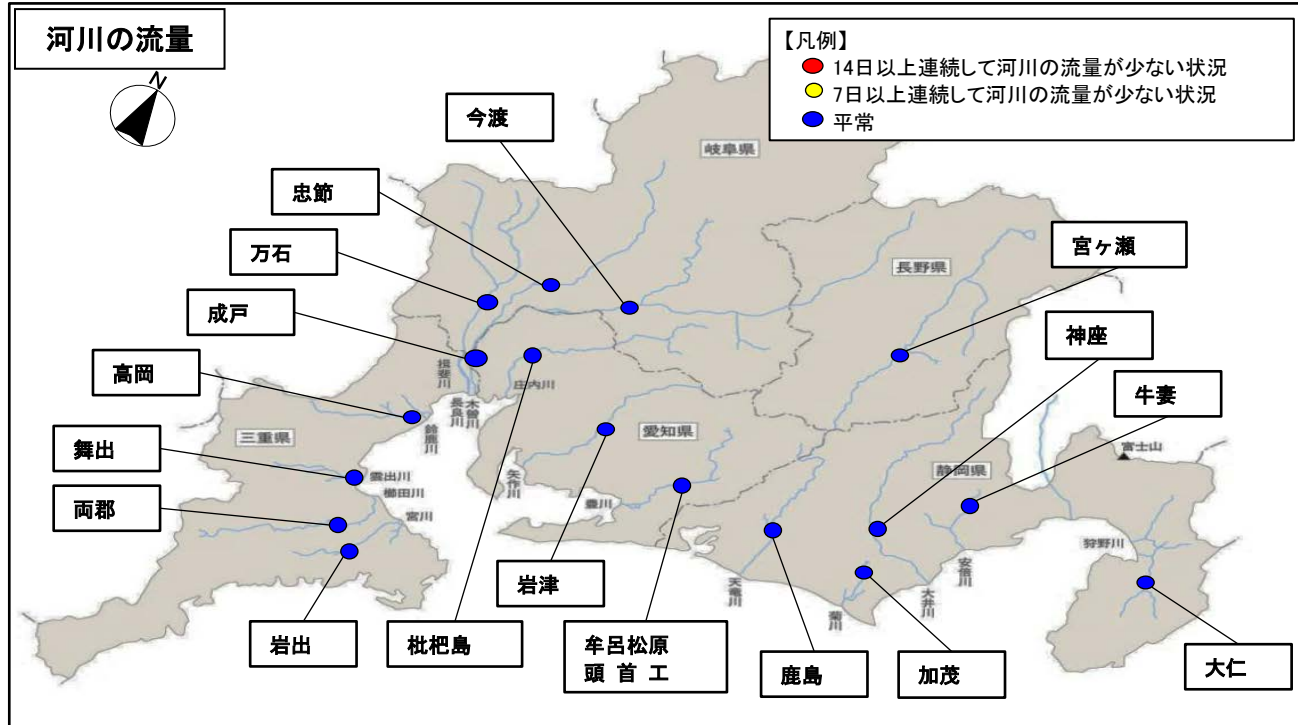 河川の流量
N
【凡例】
14日以上連続して河川の流量が少ない状況
7日以上連続して河川の流量が少ない状況
平常
今渡
岐阜県
忠節
万石
宮ヶ瀬
長野県
成戸
神座
高岡
揖斐川
長良川
木曽川
庄内川
牛妻
鈴鹿川
三重県
愛知県
富士山
舞出
雲出川
櫛田川
矢作川
静岡県
両郡
宮川
豊川
狩野川
安倍川
天竜川
大井川
菊川
岩津
岩出
枇杷島
牟呂松原
頭首工
鹿島
加茂
大仁